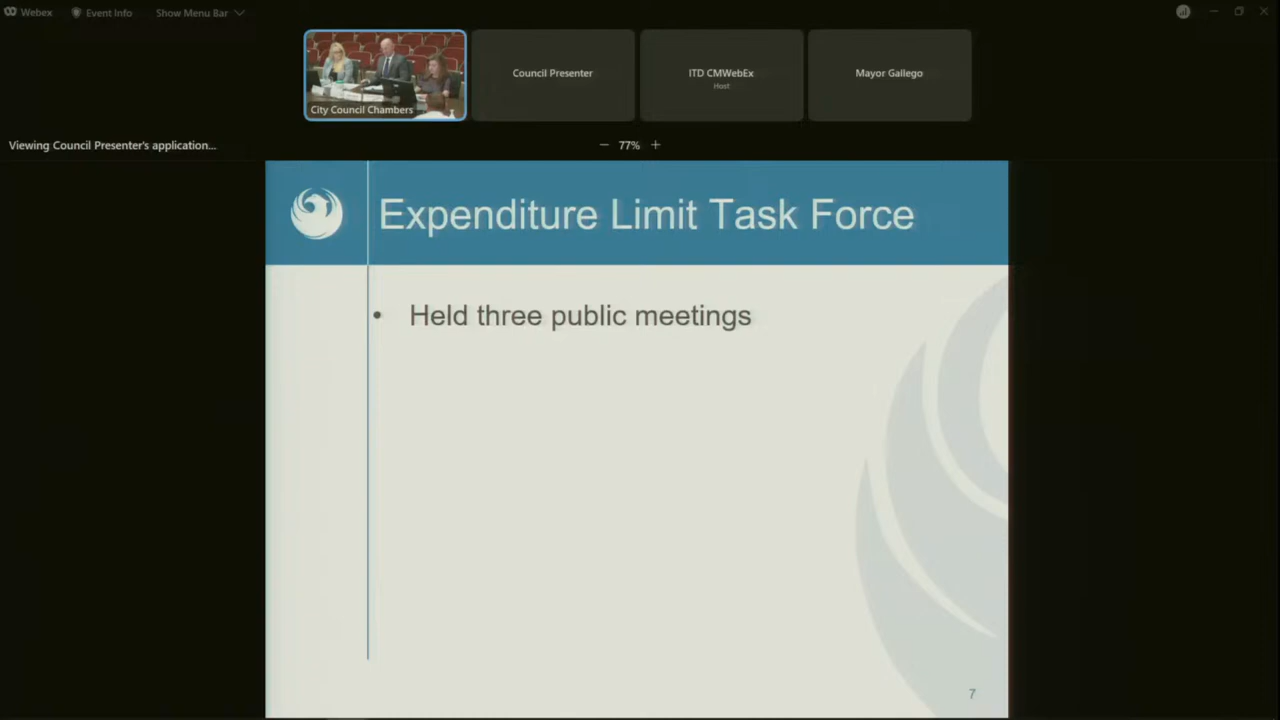 Webex
Event Info
Show Menu Bar
City Council Chambers
Council Presenter
ITD CMWebEx
Host
Mayor Gallego
Viewing Council Presenter's application...
77%
Expenditure Limit Task Force
• Held three public meetings
7